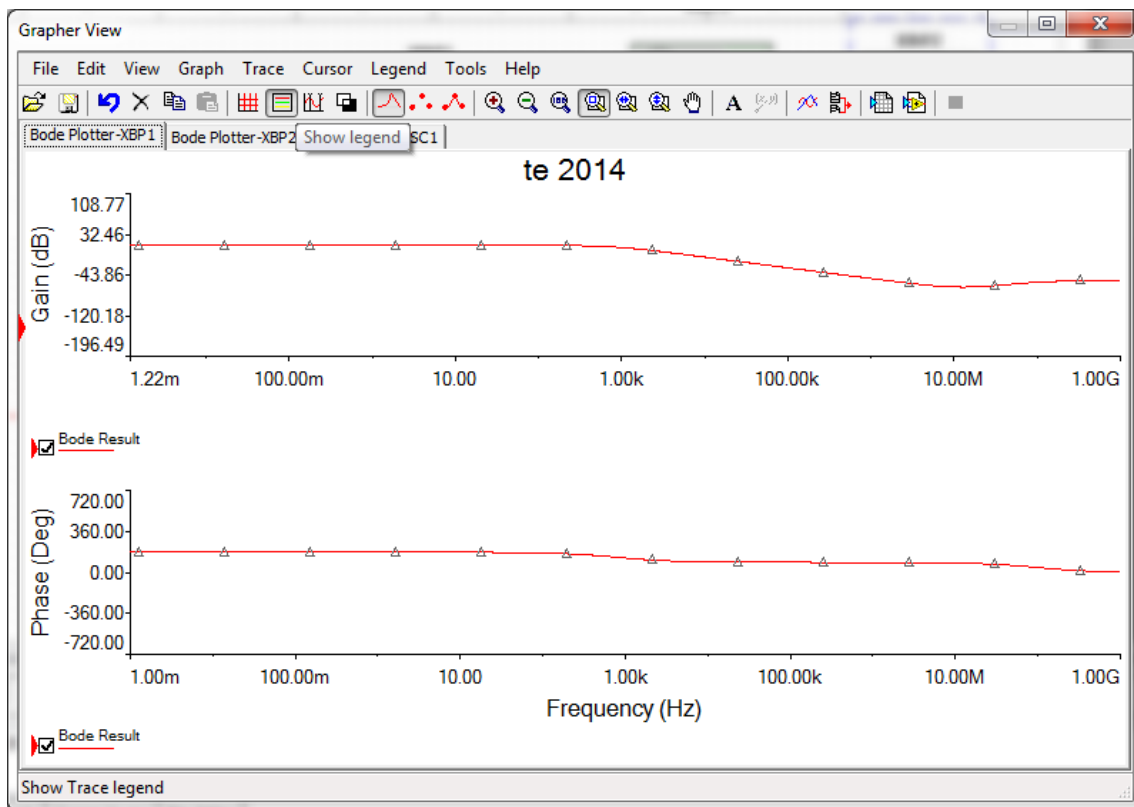 Grapher View
File Edit View Graph Trace Cursor Legend Tools Help
A (x,y)
Bode Plotter-XBP1 Bode Plotter-XBP2 Show legend SC1
te 2014
108.77
32.46
-43.86
-120.18
-196.49
Gain (dB)
1.22m 100.00m 10.00 1.00k 100.00k 10.00M 1.00G
Bode Result
720.00
360.00
0.00
-360.00
-720.00
Phase (Deg)
1.00m 100.00m 10.00 1.00k 100.00k 10.00M 1.00G
Frequency (Hz)
Bode Result
Show Trace legend